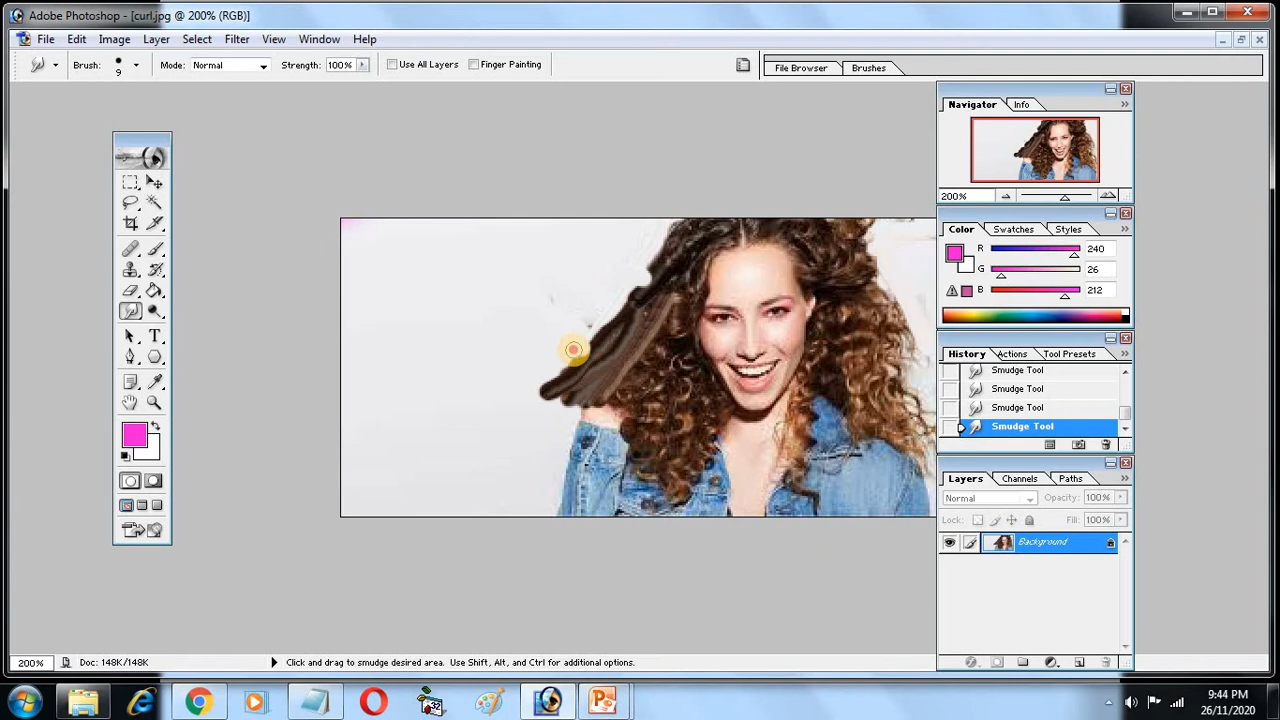 Adobe Photoshop - [curl.jpg @ 200% (RGB)]
File Edit Image Layer Select Filter View Window Help
Brush: 9 Mode: Normal Strength: 100% Use All Layers Finger Painting File Browser Brushes
Navigator Info
200%
Color Swatches Styles
R 240
G 26
B 212
History Actions Tool Presets
Smudge Tool
Smudge Tool
Smudge Tool
Smudge Tool
Layers Channels Paths
Normal Opacity: 100%
Lock: Fill: 100%
Background
200% Doc: 148K/148K Click and drag to smudge desired area. Use Shift, Alt, and Ctrl for additional options.
9:44 PM
26/11/2020